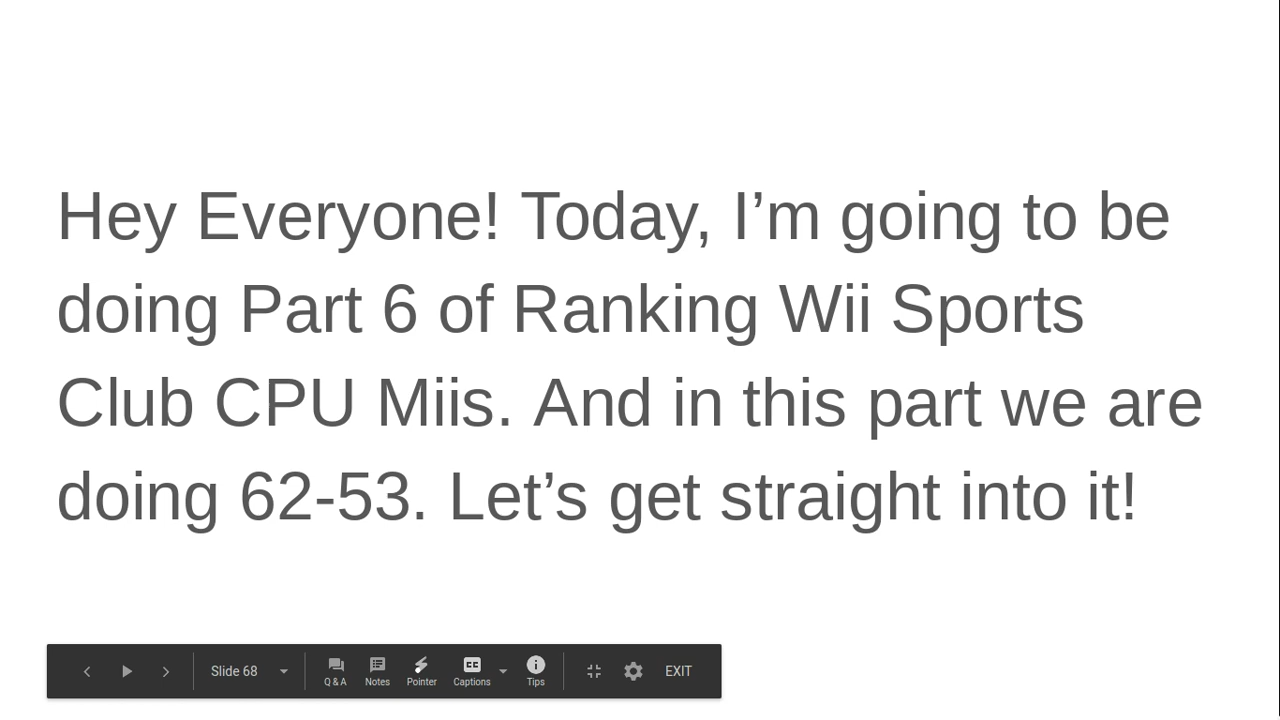 Hey Everyone! Today, I’m going to be
doing Part 6 of Ranking Wii Sports
Club CPU Miis. And in this part we are
doing 62-53. Let’s get straight into it!
Slide 68
Q & A
Notes
Pointer
Captions
CC
Tips
EXIT